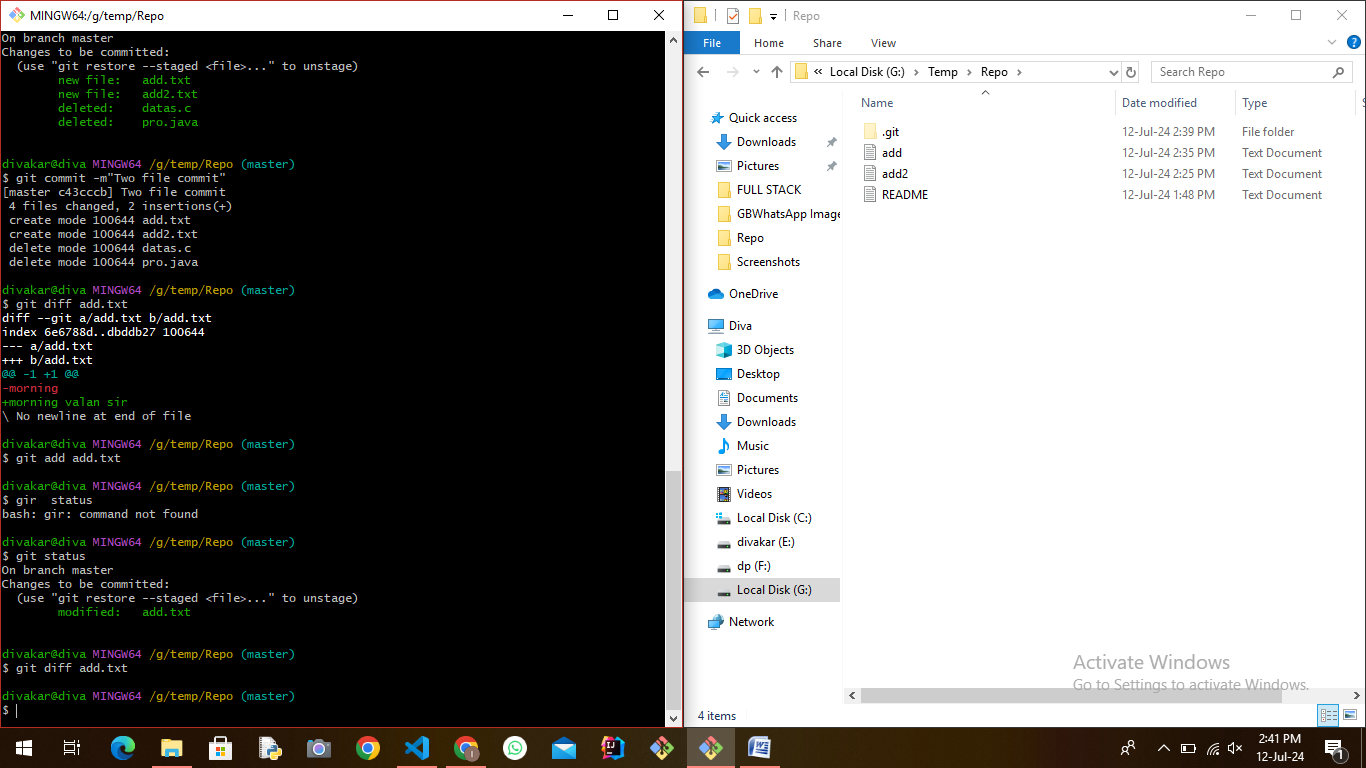 MINGW64:/g/temp/Repo
On branch master
Changes to be committed:
  (use "git restore --staged <file>..." to unstage)
        new file:   add.txt
        new file:   add2.txt
        deleted:    datas.c
        deleted:    pro.java
divakar@diva MINGW64 /g/temp/Repo (master)
$ git commit -m"Two file commit"
[master c43cccb] Two file commit
 4 files changed, 2 insertions(+)
 create mode 100644 add.txt
 create mode 100644 add2.txt
 delete mode 100644 datas.c
 delete mode 100644 pro.java
divakar@diva MINGW64 /g/temp/Repo (master)
$ git diff add.txt
diff --git a/add.txt b/add.txt
index 6e6788d..dbddb27 100644
--- a/add.txt
+++ b/add.txt
@@ -1 +1 @@
-morning
+morning valan sir
\ No newline at end of file
divakar@diva MINGW64 /g/temp/Repo (master)
$ git add add.txt
divakar@diva MINGW64 /g/temp/Repo (master)
$ gir  status
bash: gir: command not found
divakar@diva MINGW64 /g/temp/Repo (master)
$ git status
On branch master
Changes to be committed:
  (use "git restore --staged <file>..." to unstage)
        modified:   add.txt
divakar@diva MINGW64 /g/temp/Repo (master)
$ git diff add.txt
divakar@diva MINGW64 /g/temp/Repo (master)
$
Repo
File Home Share View
« Local Disk (G:) › Temp › Repo ›
Search Repo
Quick access
Downloads
Pictures
FULL STACK
GBWhatsApp Image
Repo
Screenshots
OneDrive
Diva
3D Objects
Desktop
Documents
Downloads
Music
Pictures
Videos
Local Disk (C:)
divakar (E:)
dp (F:)
Local Disk (G:)
Network
Name Date modified Type S
.git 12-Jul-24 2:39 PM File folder
add 12-Jul-24 2:35 PM Text Document
add2 12-Jul-24 2:25 PM Text Document
README 12-Jul-24 1:48 PM Text Document
Activate Windows
Go to Settings to activate Windows.
4 items
2:41 PM
12-Jul-24
1